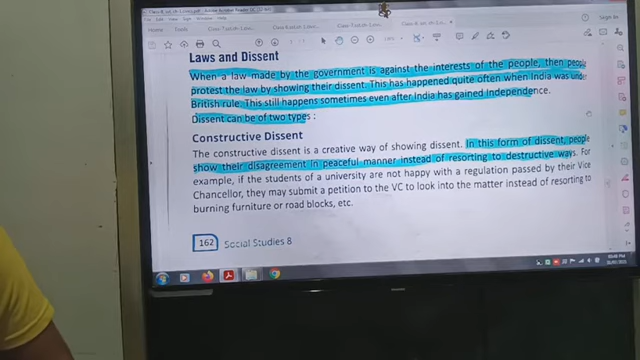 Home Tools
Sign In
Laws and Dissent
When a law made by the government is against the interests of the people, then people
protest the law by showing their dissent. This has happened quite often when India was under
British rule. This still happens sometimes even after India has gained Independence.
Dissent can be of two types :
Constructive Dissent
The constructive dissent is a creative way of showing dissent. In this form of dissent, people
show their disagreement in peaceful manner instead of resorting to destructive ways. For
example, if the students of a university are not happy with a regulation passed by their Vice
Chancellor, they may submit a petition to the VC to look into the matter instead of resorting to
burning furniture or road blocks, etc.
162 Social Studies 8